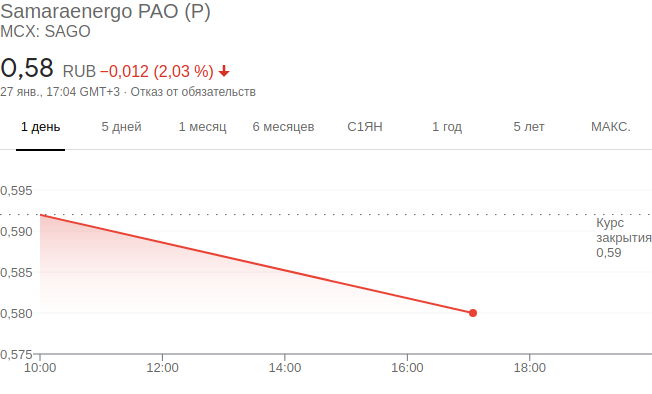 Samaraenergo PAO (P)
MCX: SAGO
0,58 RUB −0,012 (2,03 %)
27 янв., 17:04 GMT+3 · Отказ от обязательств
1 день 5 дней 1 месяц 6 месяцев С1ЯН 1 год 5 лет МАКС.
0,595
Курс
закрытия
0,59
0,590
0,585
0,580
0,575
10:00 12:00 14:00 16:00 18:00